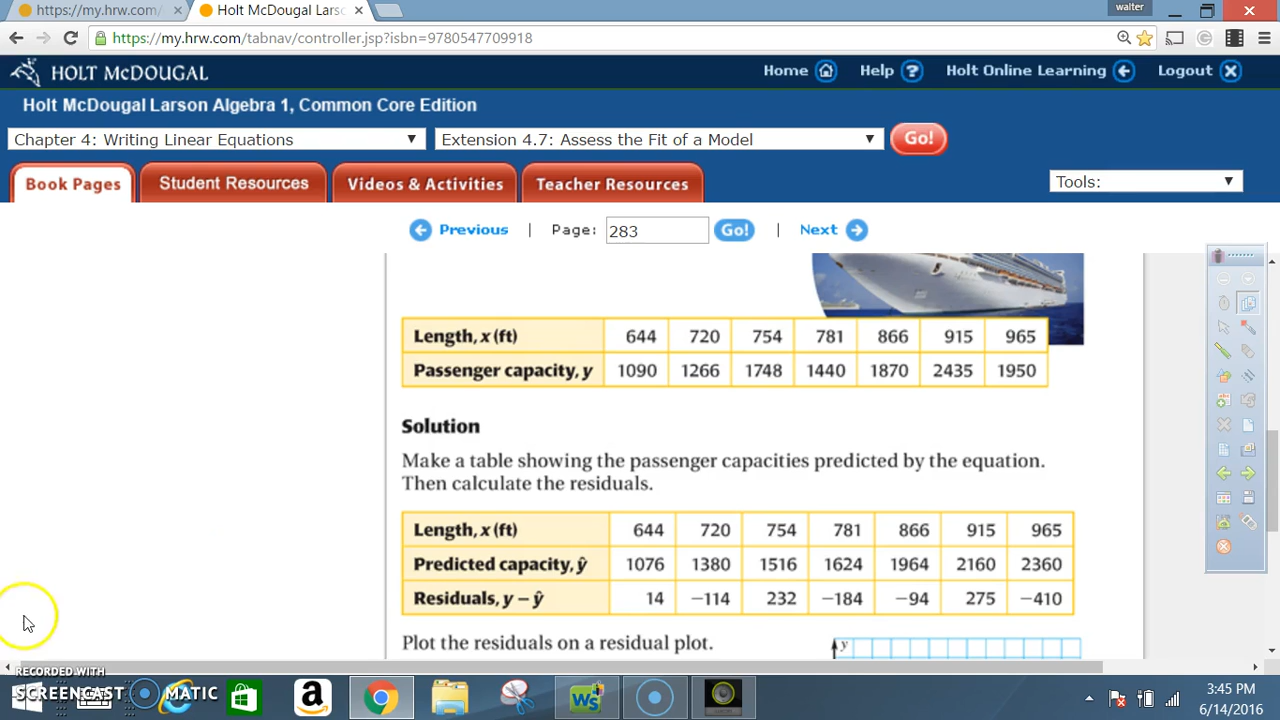 https://my.hrw.com/ Holt McDougal Larso walter
https://my.hrw.com/tabnav/controller.jsp?isbn=9780547709918
HOLT MCDOUGAL Home Help ? Holt Online Learning Logout X
Holt McDougal Larson Algebra 1, Common Core Edition
Chapter 4: Writing Linear Equations Extension 4.7: Assess the Fit of a Model Go!
Book Pages Student Resources Videos & Activities Teacher Resources Tools:
Previous | Page: 283 Go! | Next
Length, x (ft) 644 720 754 781 866 915 965
Passenger capacity, y 1090 1266 1748 1440 1870 2435 1950
Solution
Make a table showing the passenger capacities predicted by the equation.
Then calculate the residuals.
Length, x (ft) 644 720 754 781 866 915 965
Predicted capacity, ŷ 1076 1380 1516 1624 1964 2160 2360
Residuals, y − ŷ 14 −114 232 −184 −94 275 −410
Plot the residuals on a residual plot. y
RECORDED WITH
SCREENCAST MATIC
a
WS
3:45 PM
6/14/2016